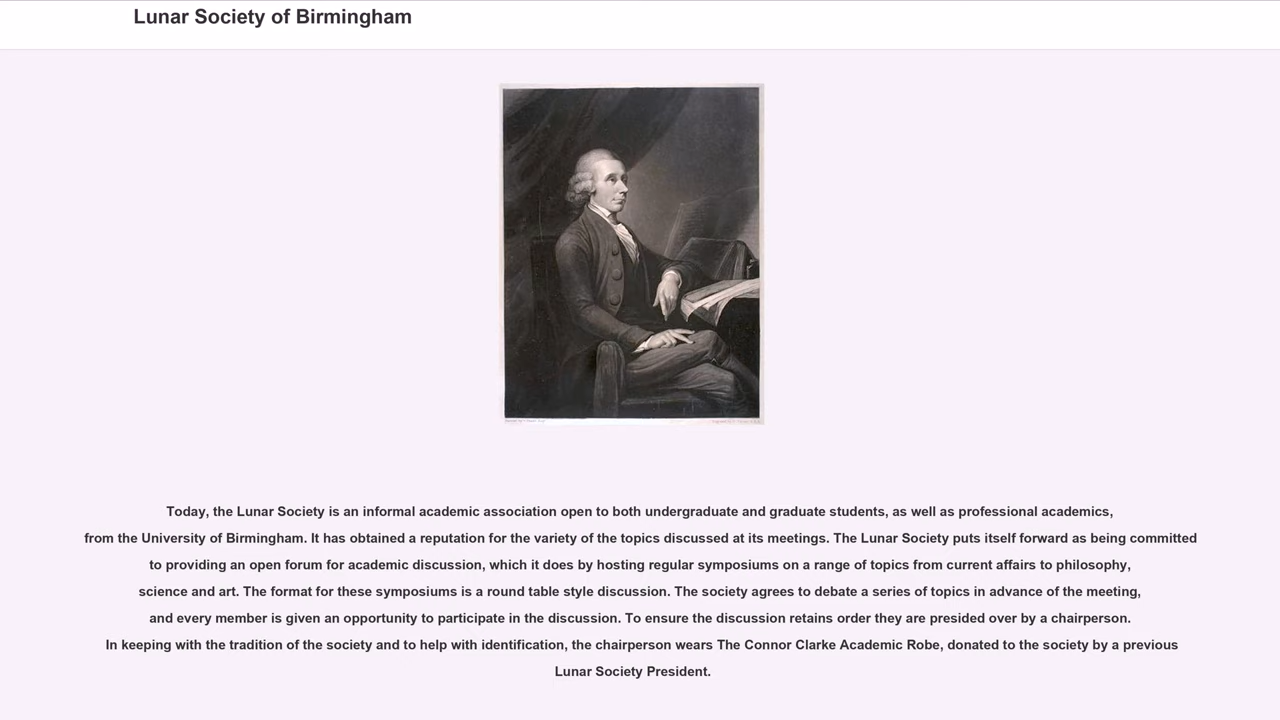 Lunar Society of Birmingham
Today, the Lunar Society is an informal academic association open to both undergraduate and graduate students, as well as professional academics,
from the University of Birmingham. It has obtained a reputation for the variety of the topics discussed at its meetings. The Lunar Society puts itself forward as being committed
to providing an open forum for academic discussion, which it does by hosting regular symposiums on a range of topics from current affairs to philosophy,
science and art. The format for these symposiums is a round table style discussion. The society agrees to debate a series of topics in advance of the meeting,
and every member is given an opportunity to participate in the discussion. To ensure the discussion retains order they are presided over by a chairperson.
In keeping with the tradition of the society and to help with identification, the chairperson wears The Connor Clarke Academic Robe, donated to the society by a previous
Lunar Society President.